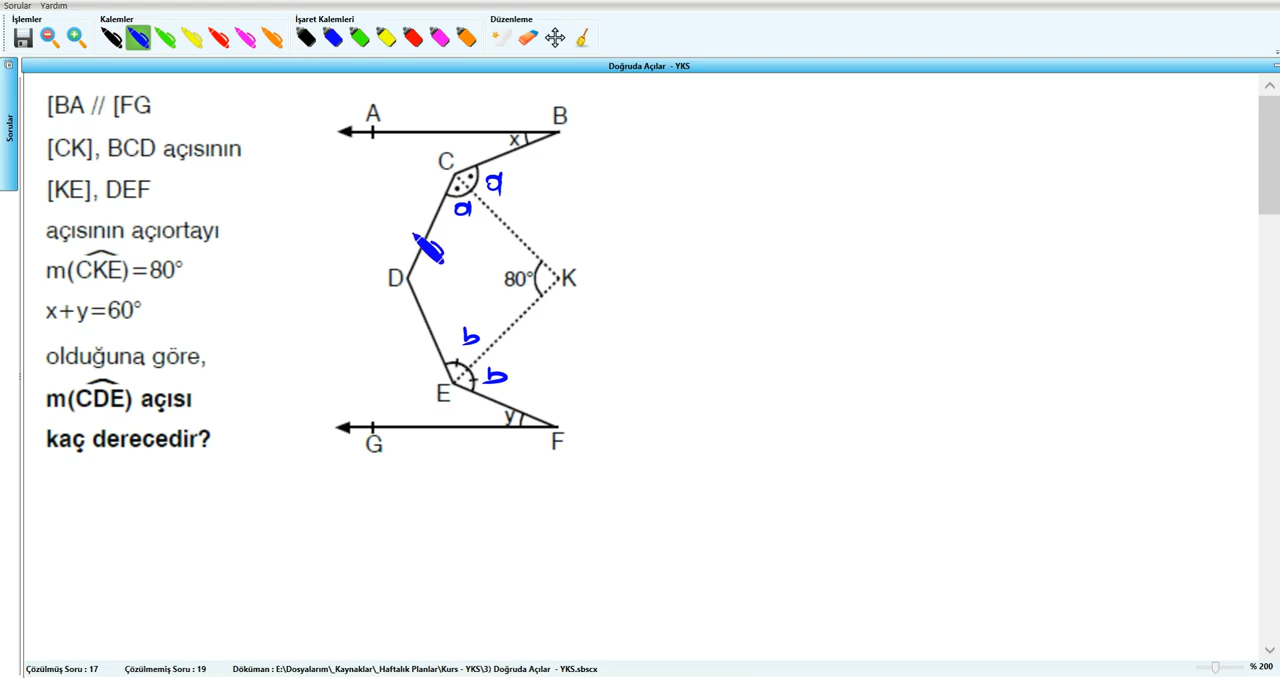 Sorular Yardım
İşlemler Kalemler İşaret Kalemleri Düzenleme
Doğruda Açılar - YKS
Sorular
[BA // [FG
[CK], BCD açısının
[KE], DEF
açısının açıortayı
m(CKE)=80°
x+y=60°
olduğuna göre,
m(CDE) açısı
kaç derecedir?
A B
x
C
a
a
D 80° K
b
b
E
y
G F
Çözülmüş Soru : 17 Çözülmemiş Soru : 19 Döküman : E:\Dosyalarım\_Kaynaklar\_Haftalık Planlar\Kurs - YKS\3) Doğruda Açılar - YKS.sbscx % 200